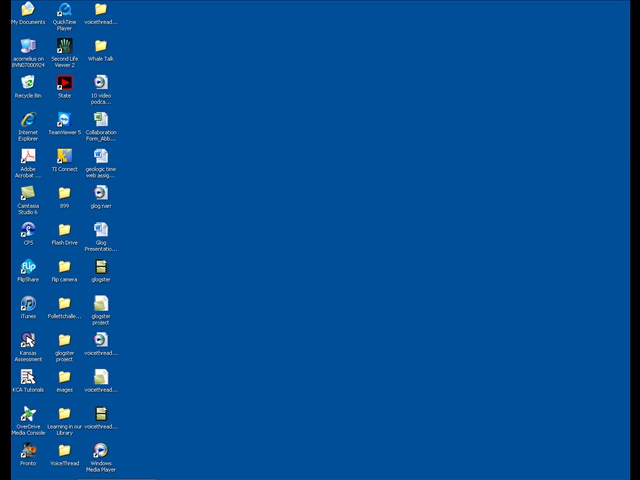 My Documents
QuickTime
Player
voicethread...
acornelius on
BVN07000924
Second Life
Viewer 2
Whale Talk
Recycle Bin
State
10 video
podca...
Internet
Explorer
TeamViewer 5
Collaboration
Form_Abb...
Adobe
Acrobat ...
TI Connect
geologic time
web assig...
Camtasia
Studio 6
899
glog narr
CPS
Flash Drive
Glog
Presentatio...
FlipShare
flip camera
glogster
iTunes
Follettchalle...
glogster
project
Kansas
Assessment
glogster
project
voicethread...
KCA Tutorials
images
voicethread...
OverDrive
Media Console
Learning in our
Library
voicethread...
Pronto
VoiceThread
Windows
Media Player